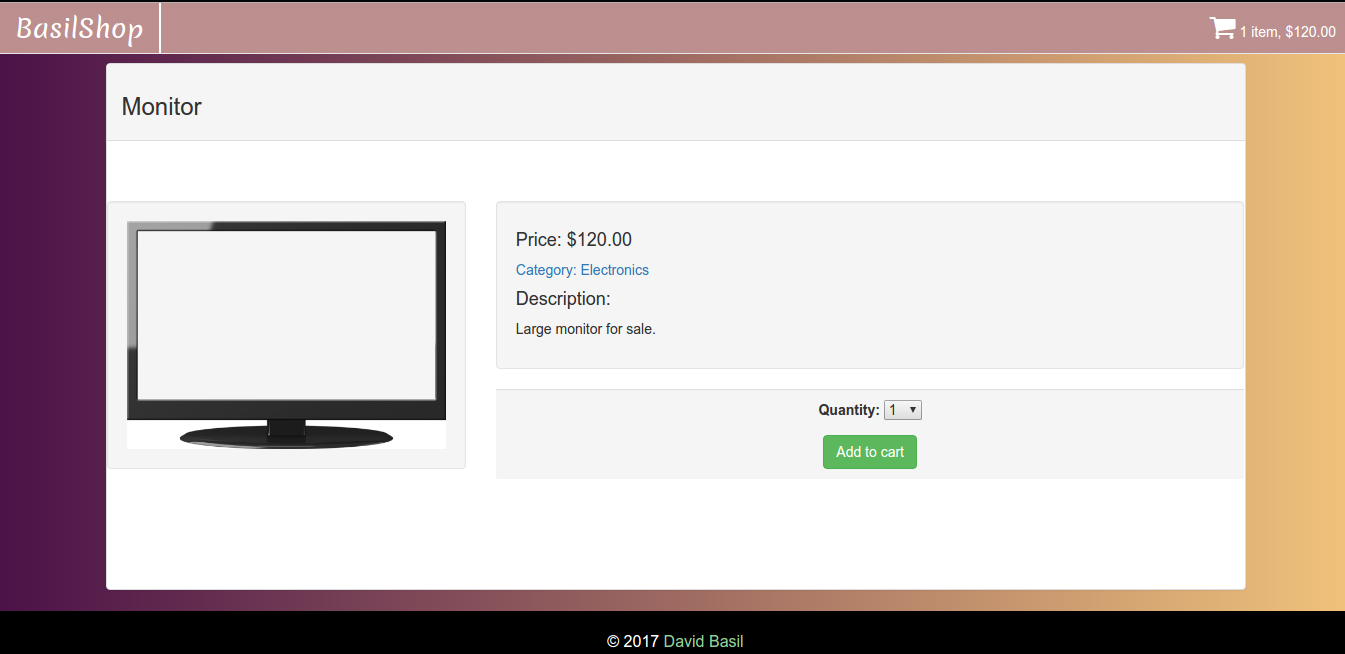 BasilShop
1 item, $120.00
Monitor
Price: $120.00
Category: Electronics
Description:
Large monitor for sale.
Quantity: 1
Add to cart
© 2017 David Basil